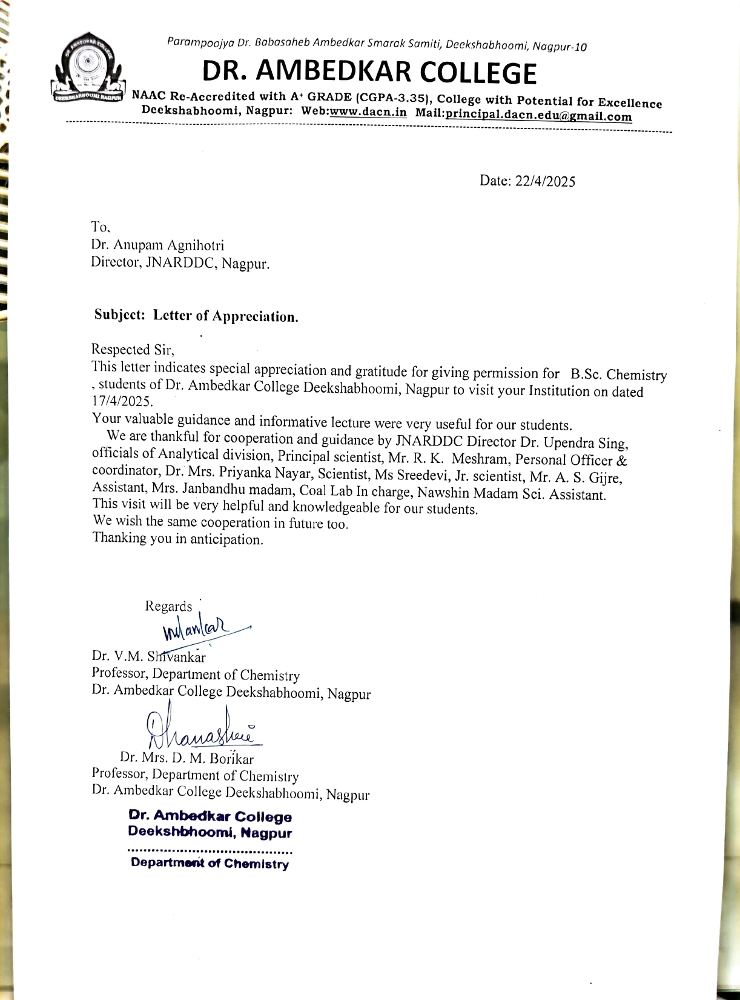 Parampoojya Dr. Babasaheb Ambedkar Smarak Samiti, Deekshabhoomi, Nagpur-10
DR. AMBEDKAR COLLEGE
DR. AMBEDKAR COLLEGE
DEEKSHABHOOMI NAGPUR
NAAC Re-Accredited with A+ GRADE (CGPA-3.35), College with Potential for Excellence
Deekshabhoomi, Nagpur: Web:www.dacn.in Mail:principal.dacn.edu@gmail.com
Date: 22/4/2025
To,
Dr. Anupam Agnihotri
Director, JNARDDC, Nagpur.
Subject: Letter of Appreciation.
Respected Sir,
This letter indicates special appreciation and gratitude for giving permission for B.Sc. Chemistry
, students of Dr. Ambedkar College Deekshabhoomi, Nagpur to visit your Institution on dated
17/4/2025.
Your valuable guidance and informative lecture were very useful for our students.
We are thankful for cooperation and guidance by JNARDDC Director Dr. Upendra Sing,
officials of Analytical division, Principal scientist, Mr. R. K. Meshram, Personal Officer &
coordinator, Dr. Mrs. Priyanka Nayar, Scientist, Ms Sreedevi, Jr. scientist, Mr. A. S. Gijre,
Assistant, Mrs. Janbandhu madam, Coal Lab In charge, Nawshin Madam Sci. Assistant.
This visit will be very helpful and knowledgeable for our students.
We wish the same cooperation in future too.
Thanking you in anticipation.
Regards
Dr. V.M. Shivankar
Professor, Department of Chemistry
Dr. Ambedkar College Deekshabhoomi, Nagpur
Dhanashree
Dr. Mrs. D. M. Borikar
Professor, Department of Chemistry
Dr. Ambedkar College Deekshabhoomi, Nagpur
Dr. Ambedkar College
Deekshbhoomi, Nagpur
Department of Chemistry